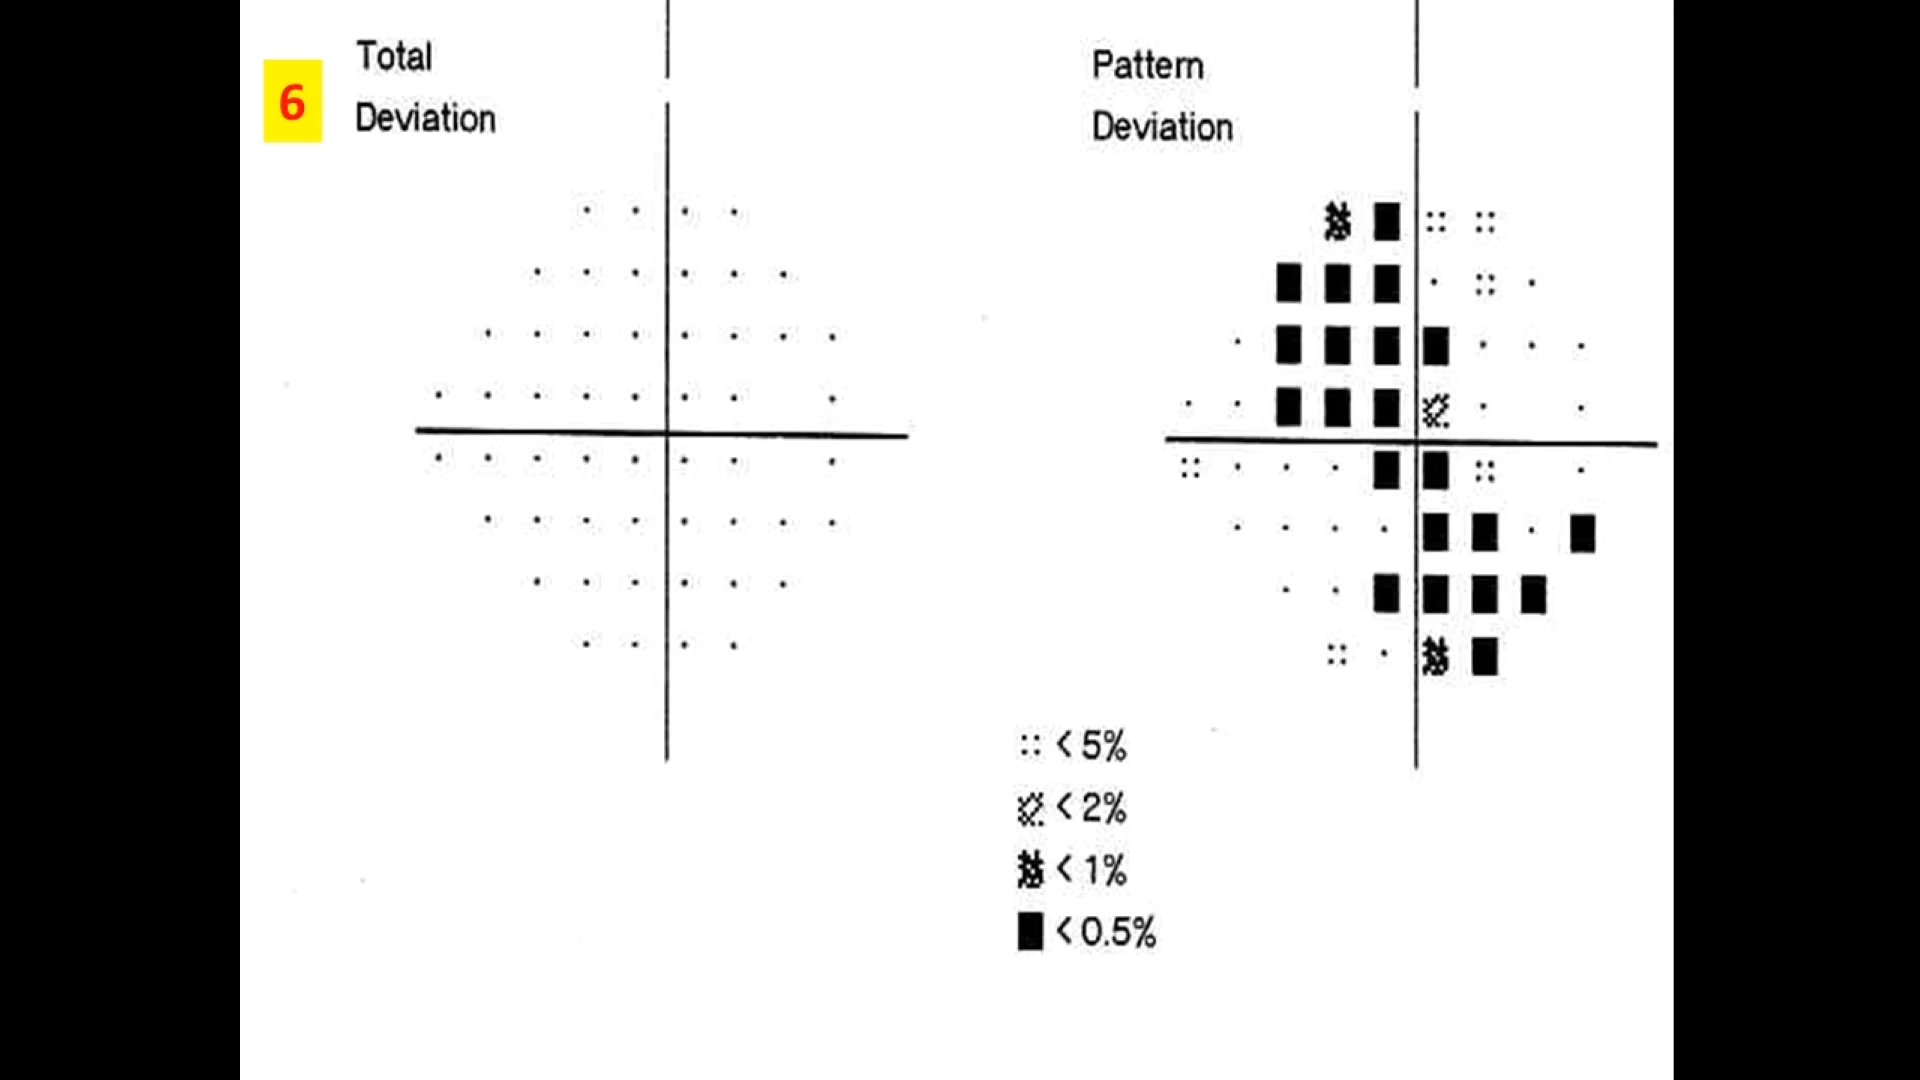 6
Total
Deviation
Pattern
Deviation
< 5%
< 2%
< 1%
< 0.5%